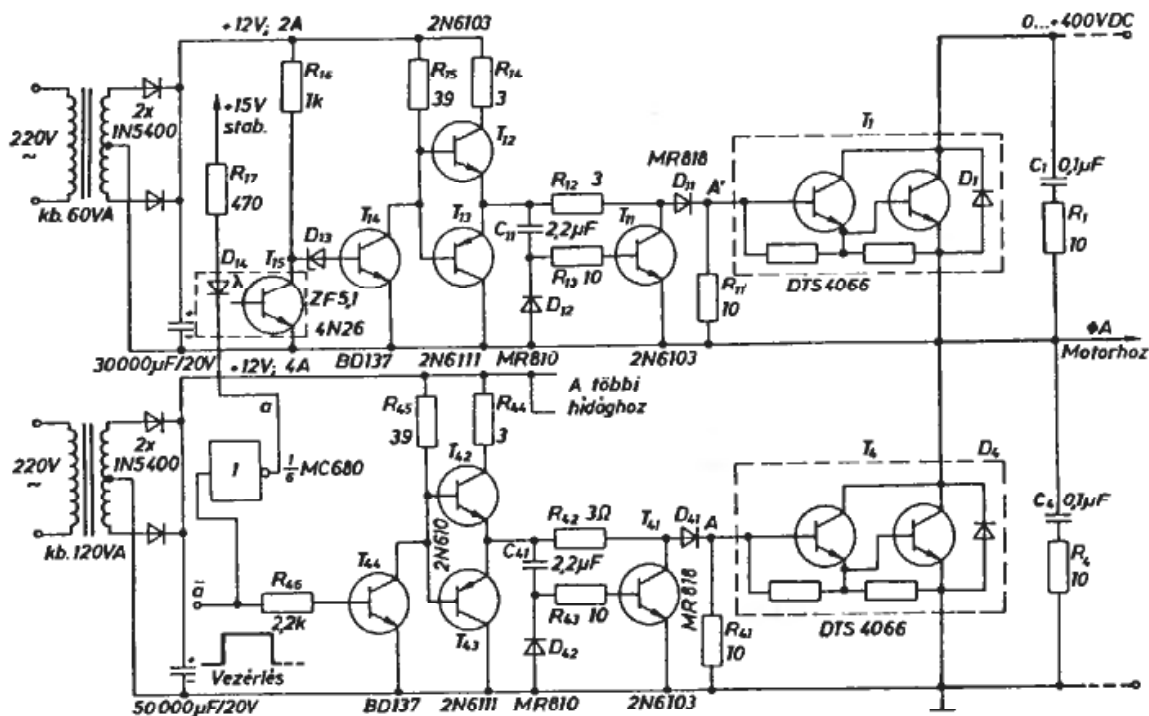 +12V; 2A
2N6103
0...+400VDC
R16
1k
R15
39
R14
3
2x
1N5400
+15V
stab.
220V
~
R17
470
kb. 60VA
T12
T1
MR818
D11
A'
R12 3
C11
2,2µF
T11
D1
C1 0,1µF
R1
10
T14
T13
D13
D14
λ
T15
R13 10
D12
R11
10
DTS 4066
ZF5,1
4N26
ΦA
Motorhoz
30000µF/20V
BD137
2N6111
MR810
2N6103
+12V; 4A
a
R45
39
R44
3
A többi
hídághoz
2x
1N5400
220V
~
kb. 120VA
1
1/6 MC680
T42
T4
D4
R42 3Ω
T41
D41
A
C4 0,1µF
R4
10
2N610
C41
2,2µF
T44
ā
R46
2,2k
T43
R43 10
MR818
D42
R41
10
DTS 4066
Vezérlés
50000µF/20V
BD137
2N6111
MR810
2N6103